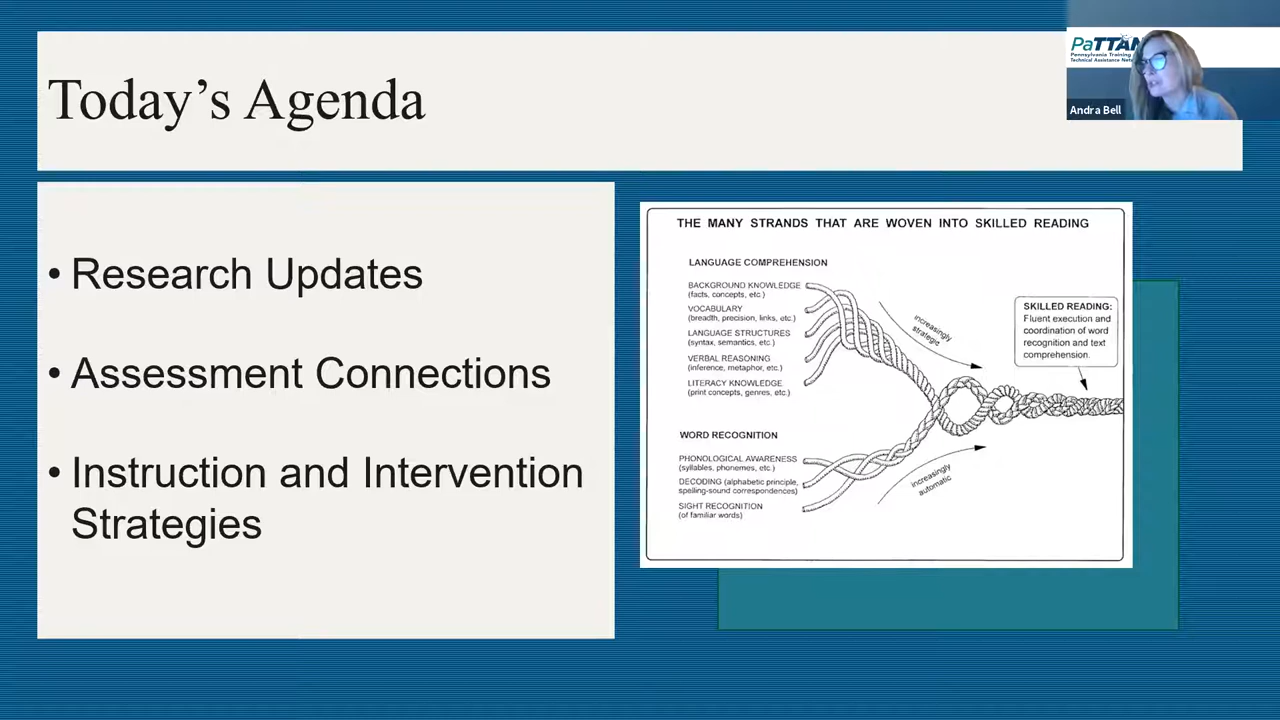 Today's Agenda
PaTTAN
Pennsylvania Training
Technical Assistance
Andra Bell
• Research Updates
• Assessment Connections
• Instruction and Intervention
Strategies
THE MANY STRANDS THAT ARE WOVEN INTO SKILLED READING
LANGUAGE COMPREHENSION
BACKGROUND KNOWLEDGE
(facts, concepts, etc.)
VOCABULARY
(breadth, precision, links, etc.)
LANGUAGE STRUCTURES
(syntax, semantics, etc.)
VERBAL REASONING
(inference, metaphor, etc.)
LITERACY KNOWLEDGE
(print concepts, genres, etc.)
increasingly
strategic
SKILLED READING:
Fluent execution and
coordination of word
recognition and text
comprehension.
WORD RECOGNITION
PHONOLOGICAL AWARENESS
(syllables, phonemes, etc.)
DECODING (alphabetic principle,
spelling-sound correspondences)
SIGHT RECOGNITION
(of familiar words)
increasingly
automatic